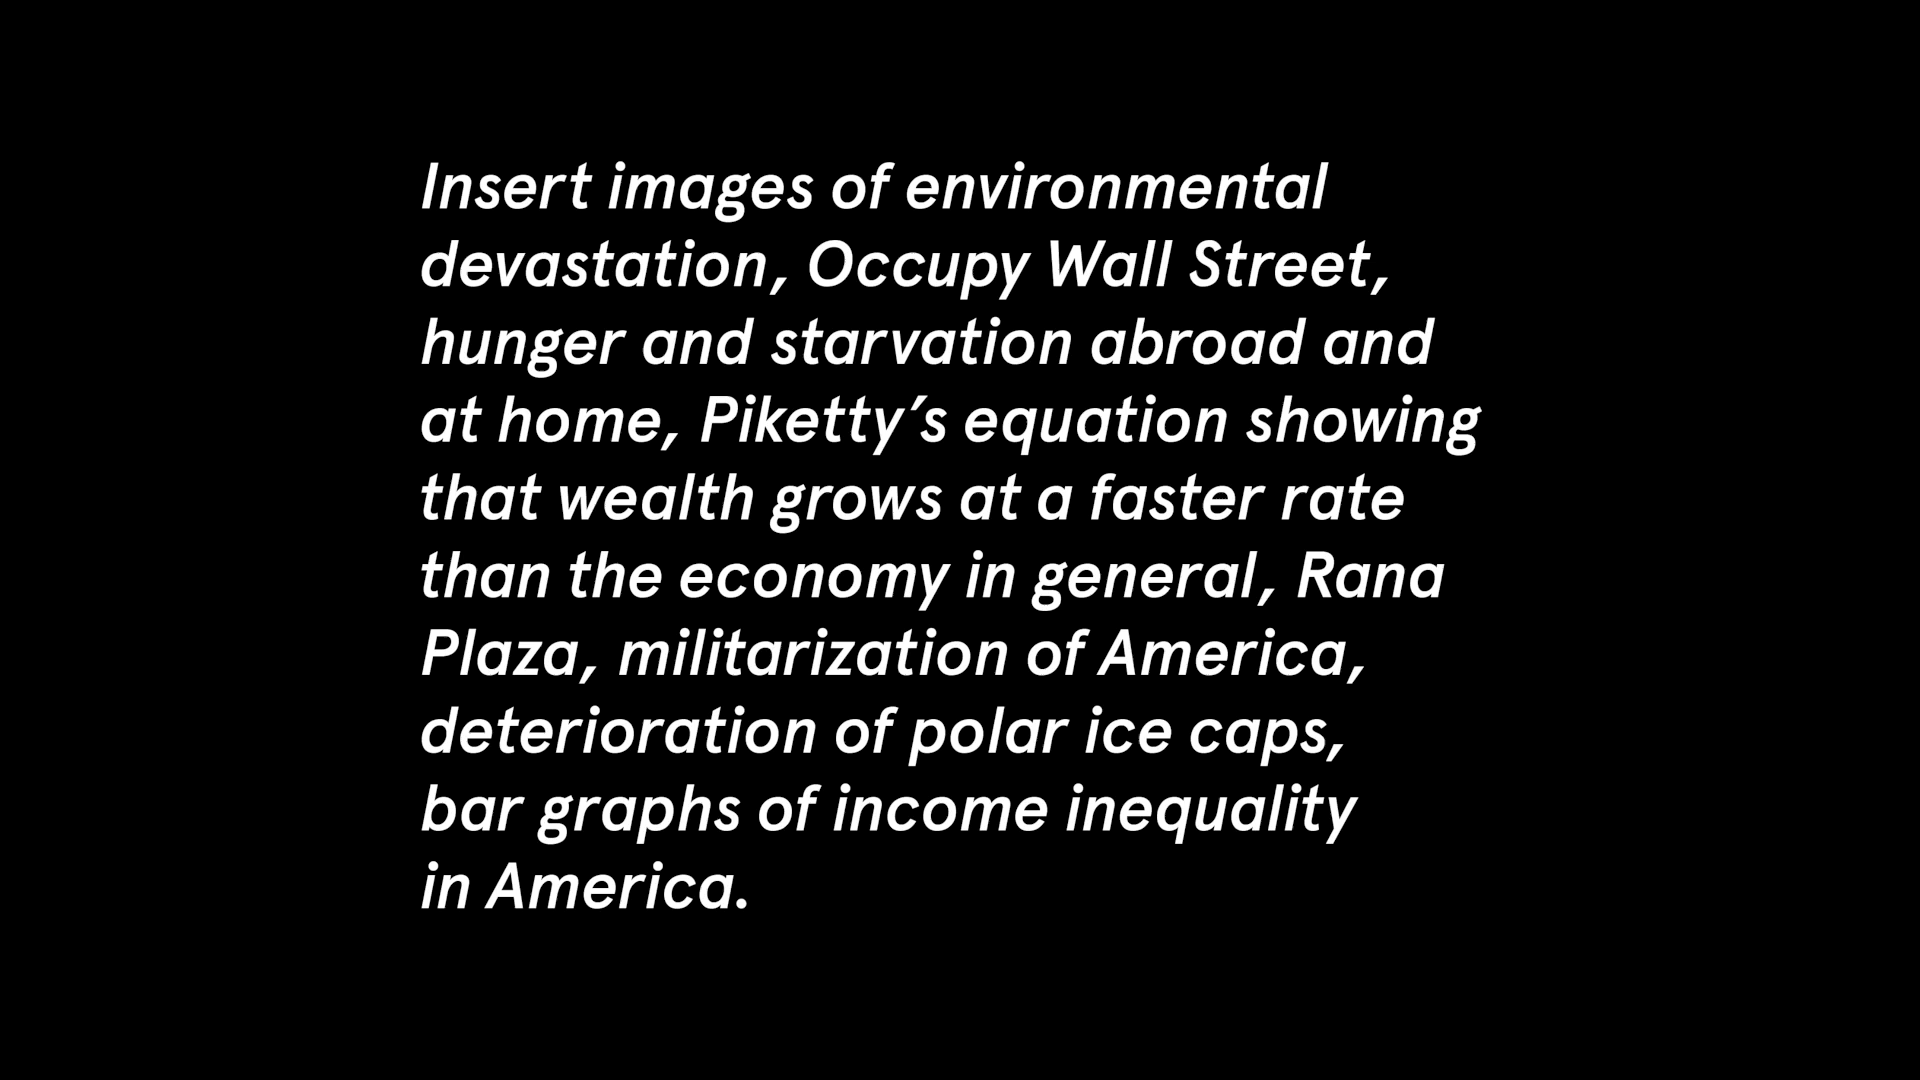 Insert images of environmental
devastation, Occupy Wall Street,
hunger and starvation abroad and
at home, Piketty’s equation showing
that wealth grows at a faster rate
than the economy in general, Rana
Plaza, militarization of America,
deterioration of polar ice caps,
bar graphs of income inequality
in America.